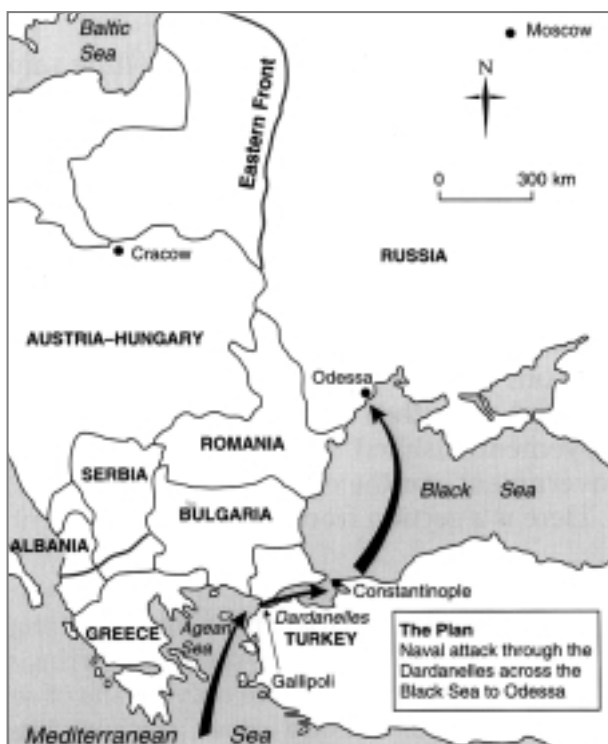 Baltic
Sea
Moscow
N
Eastern Front
0 300 km
Cracow
RUSSIA
AUSTRIA–HUNGARY
Odessa
ROMANIA
SERBIA
Black Sea
BULGARIA
ALBANIA
Constantinople
Dardanelles
GREECE
Agean
Sea
TURKEY
Gallipoli
The Plan
Naval attack through the
Dardanelles across the
Black Sea to Odessa
Mediterranean Sea